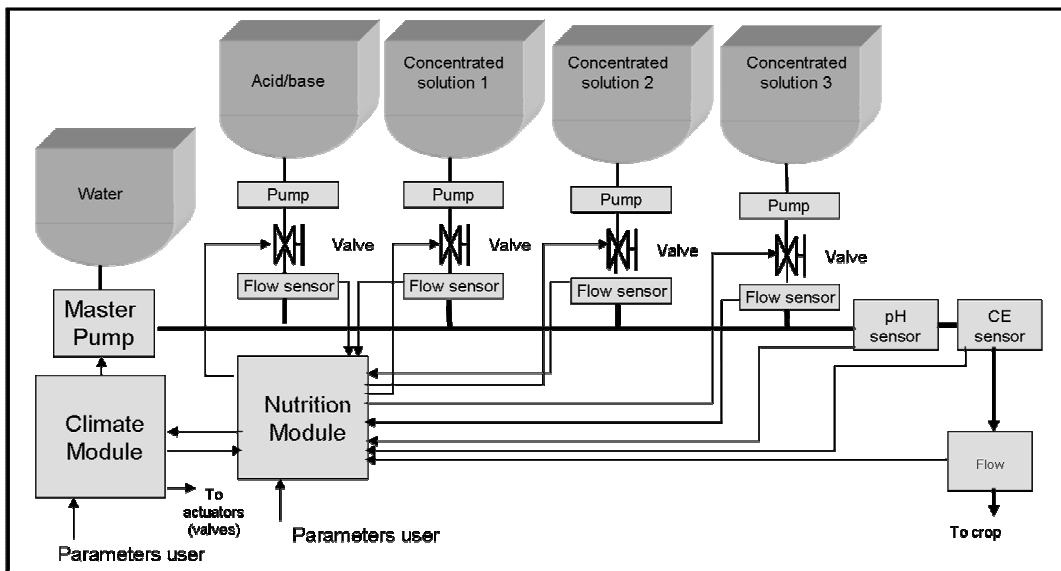 Acid/base
Concentrated
solution 1
Concentrated
solution 2
Concentrated
solution 3
Water
Pump
Pump
Pump
Pump
Valve
Valve
Valve
Valve
Flow sensor
Flow sensor
Flow sensor
Flow sensor
Master
Pump
pH
sensor
CE
sensor
Climate
Module
Nutrition
Module
Flow
To
actuators
(valves)
To crop
Parameters user
Parameters user